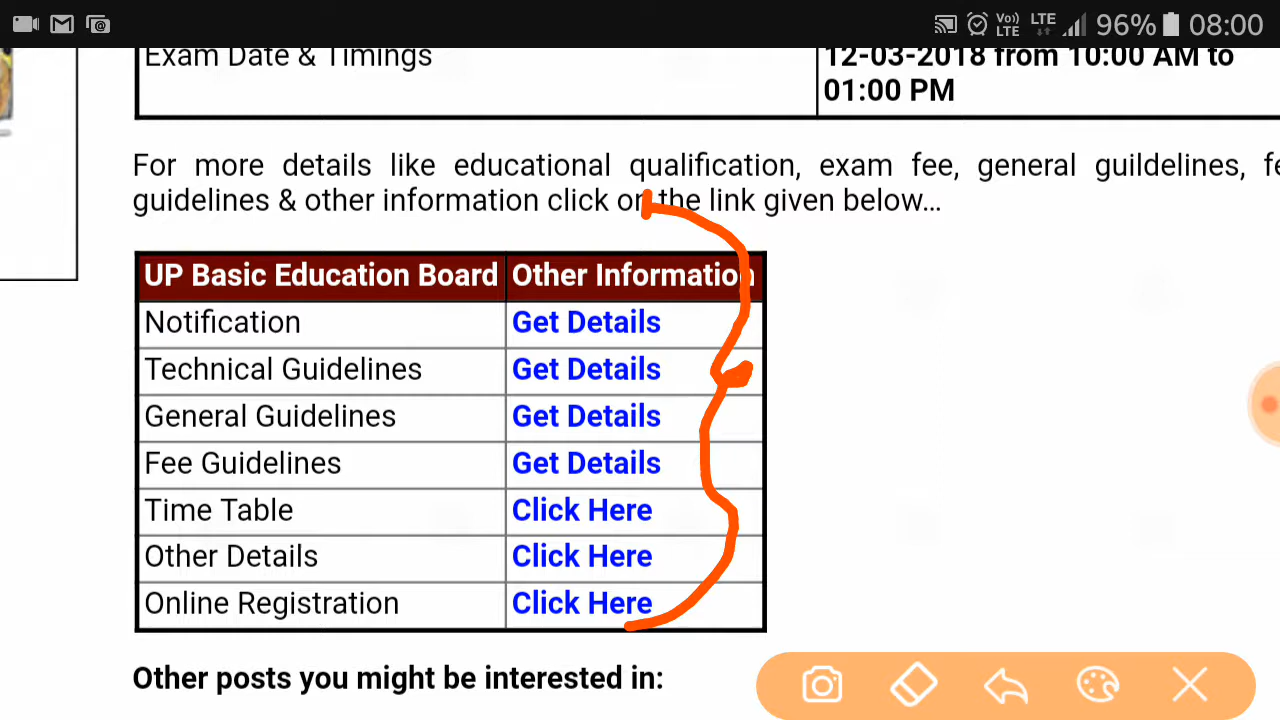 Vo)) LTE LTE 96% 08:00
Exam Date & Timings 12-03-2018 from 10:00 AM to
01:00 PM
For more details like educational qualification, exam fee, general guildelines, fe
guidelines & other information click on the link given below...
UP Basic Education Board Other Information
Notification Get Details
Technical Guidelines Get Details
General Guidelines Get Details
Fee Guidelines Get Details
Time Table Click Here
Other Details Click Here
Online Registration Click Here
Other posts you might be interested in: